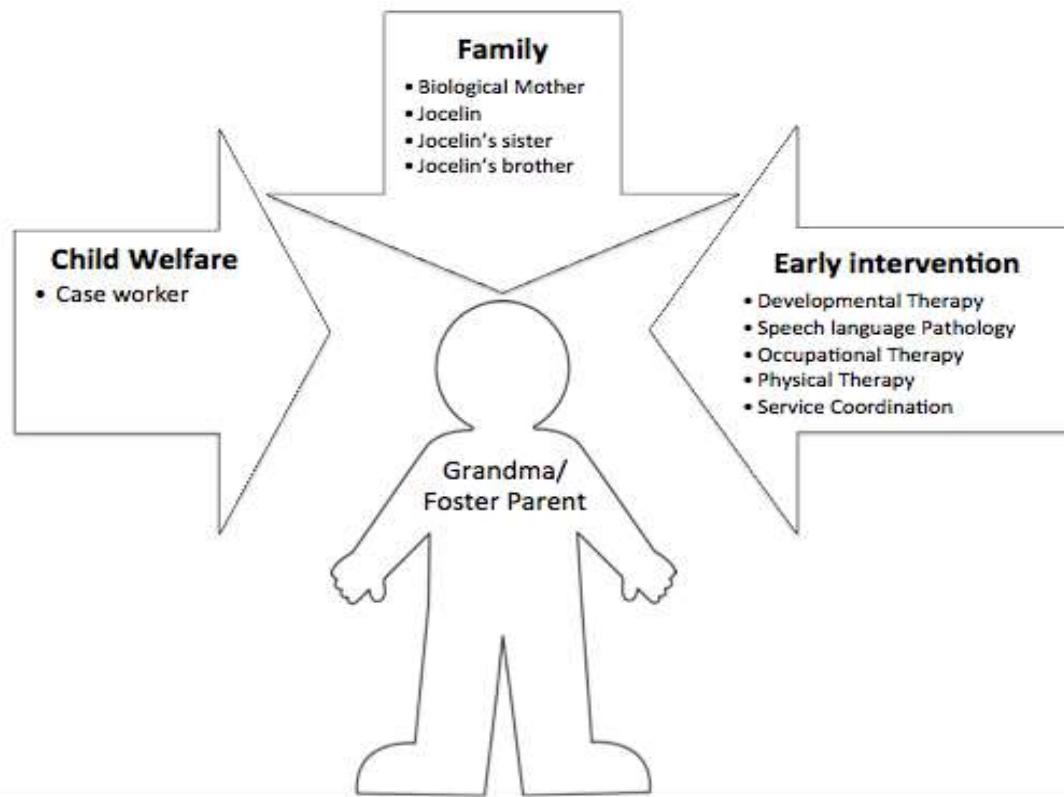 Family
• Biological Mother
• Jocelin
• Jocelin's sister
• Jocelin's brother
Child Welfare
• Case worker
Early intervention
• Developmental Therapy
• Speech language Pathology
• Occupational Therapy
• Physical Therapy
• Service Coordination
Grandma/
Foster Parent